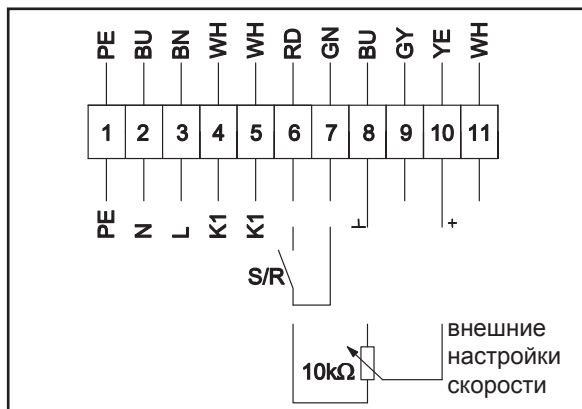 PE BU BN WH WH RD GN BU GY YE WH
1 2 3 4 5 6 7 8 9 10 11
PE N L K1 K1 ⊥ +
S/R
внешние
настройки
10kΩ
скорости